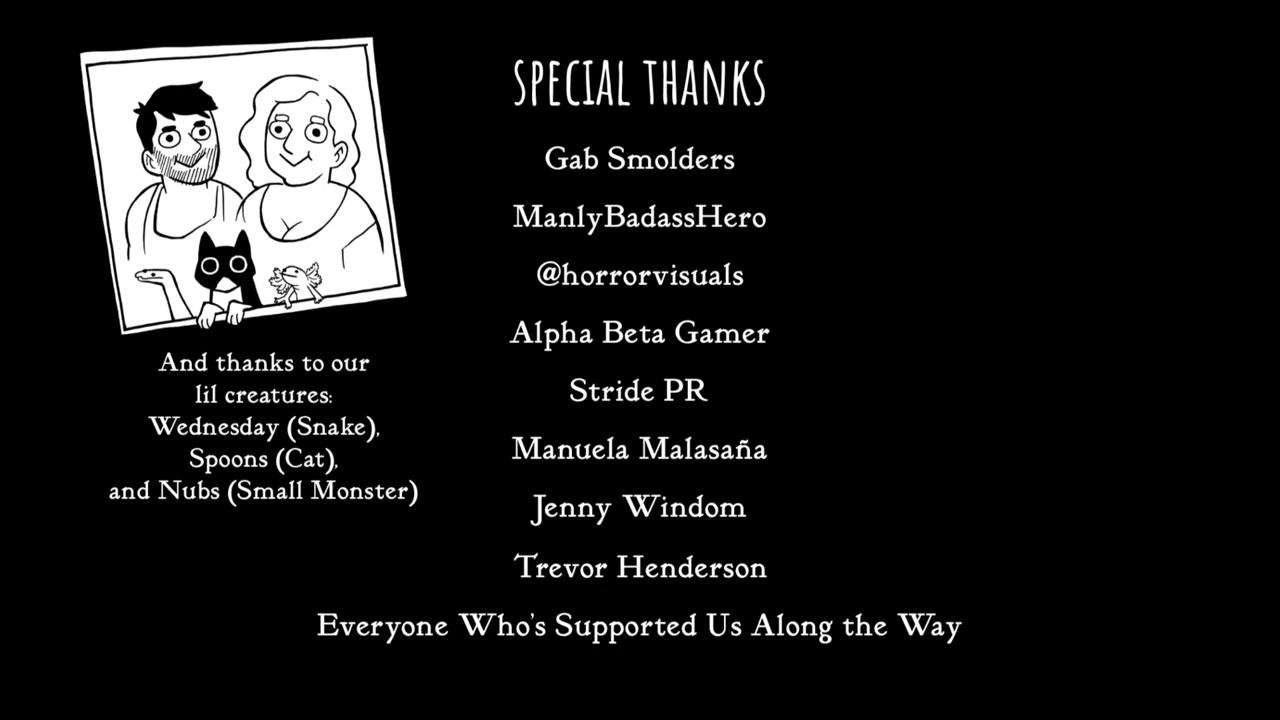 SPECIAL THANKS
Gab Smolders
ManlyBadassHero
@horrorvisuals
Alpha Beta Gamer
Stride PR
Manuela Malasaña
Jenny Windom
Trevor Henderson
Everyone Who's Supported Us Along the Way
And thanks to our
lil creatures:
Wednesday (Snake),
Spoons (Cat),
and Nubs (Small Monster)